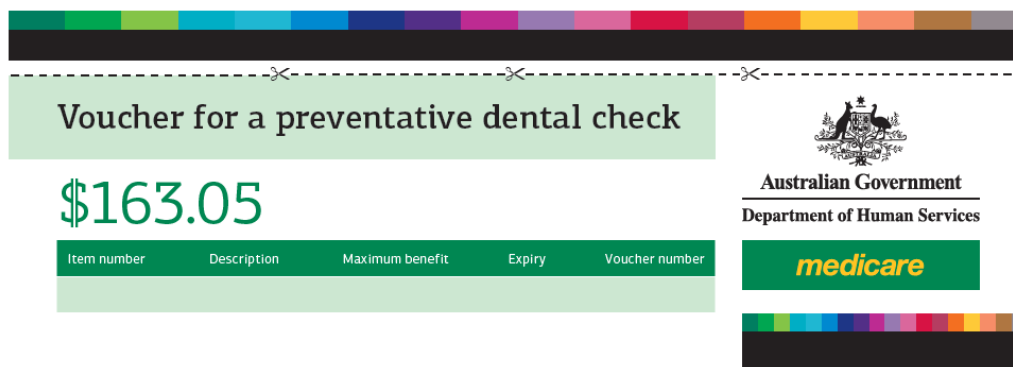 Voucher for a preventative dental check
$163.05
Item number Description Maximum benefit Expiry Voucher number
Australian Government
Department of Human Services
medicare